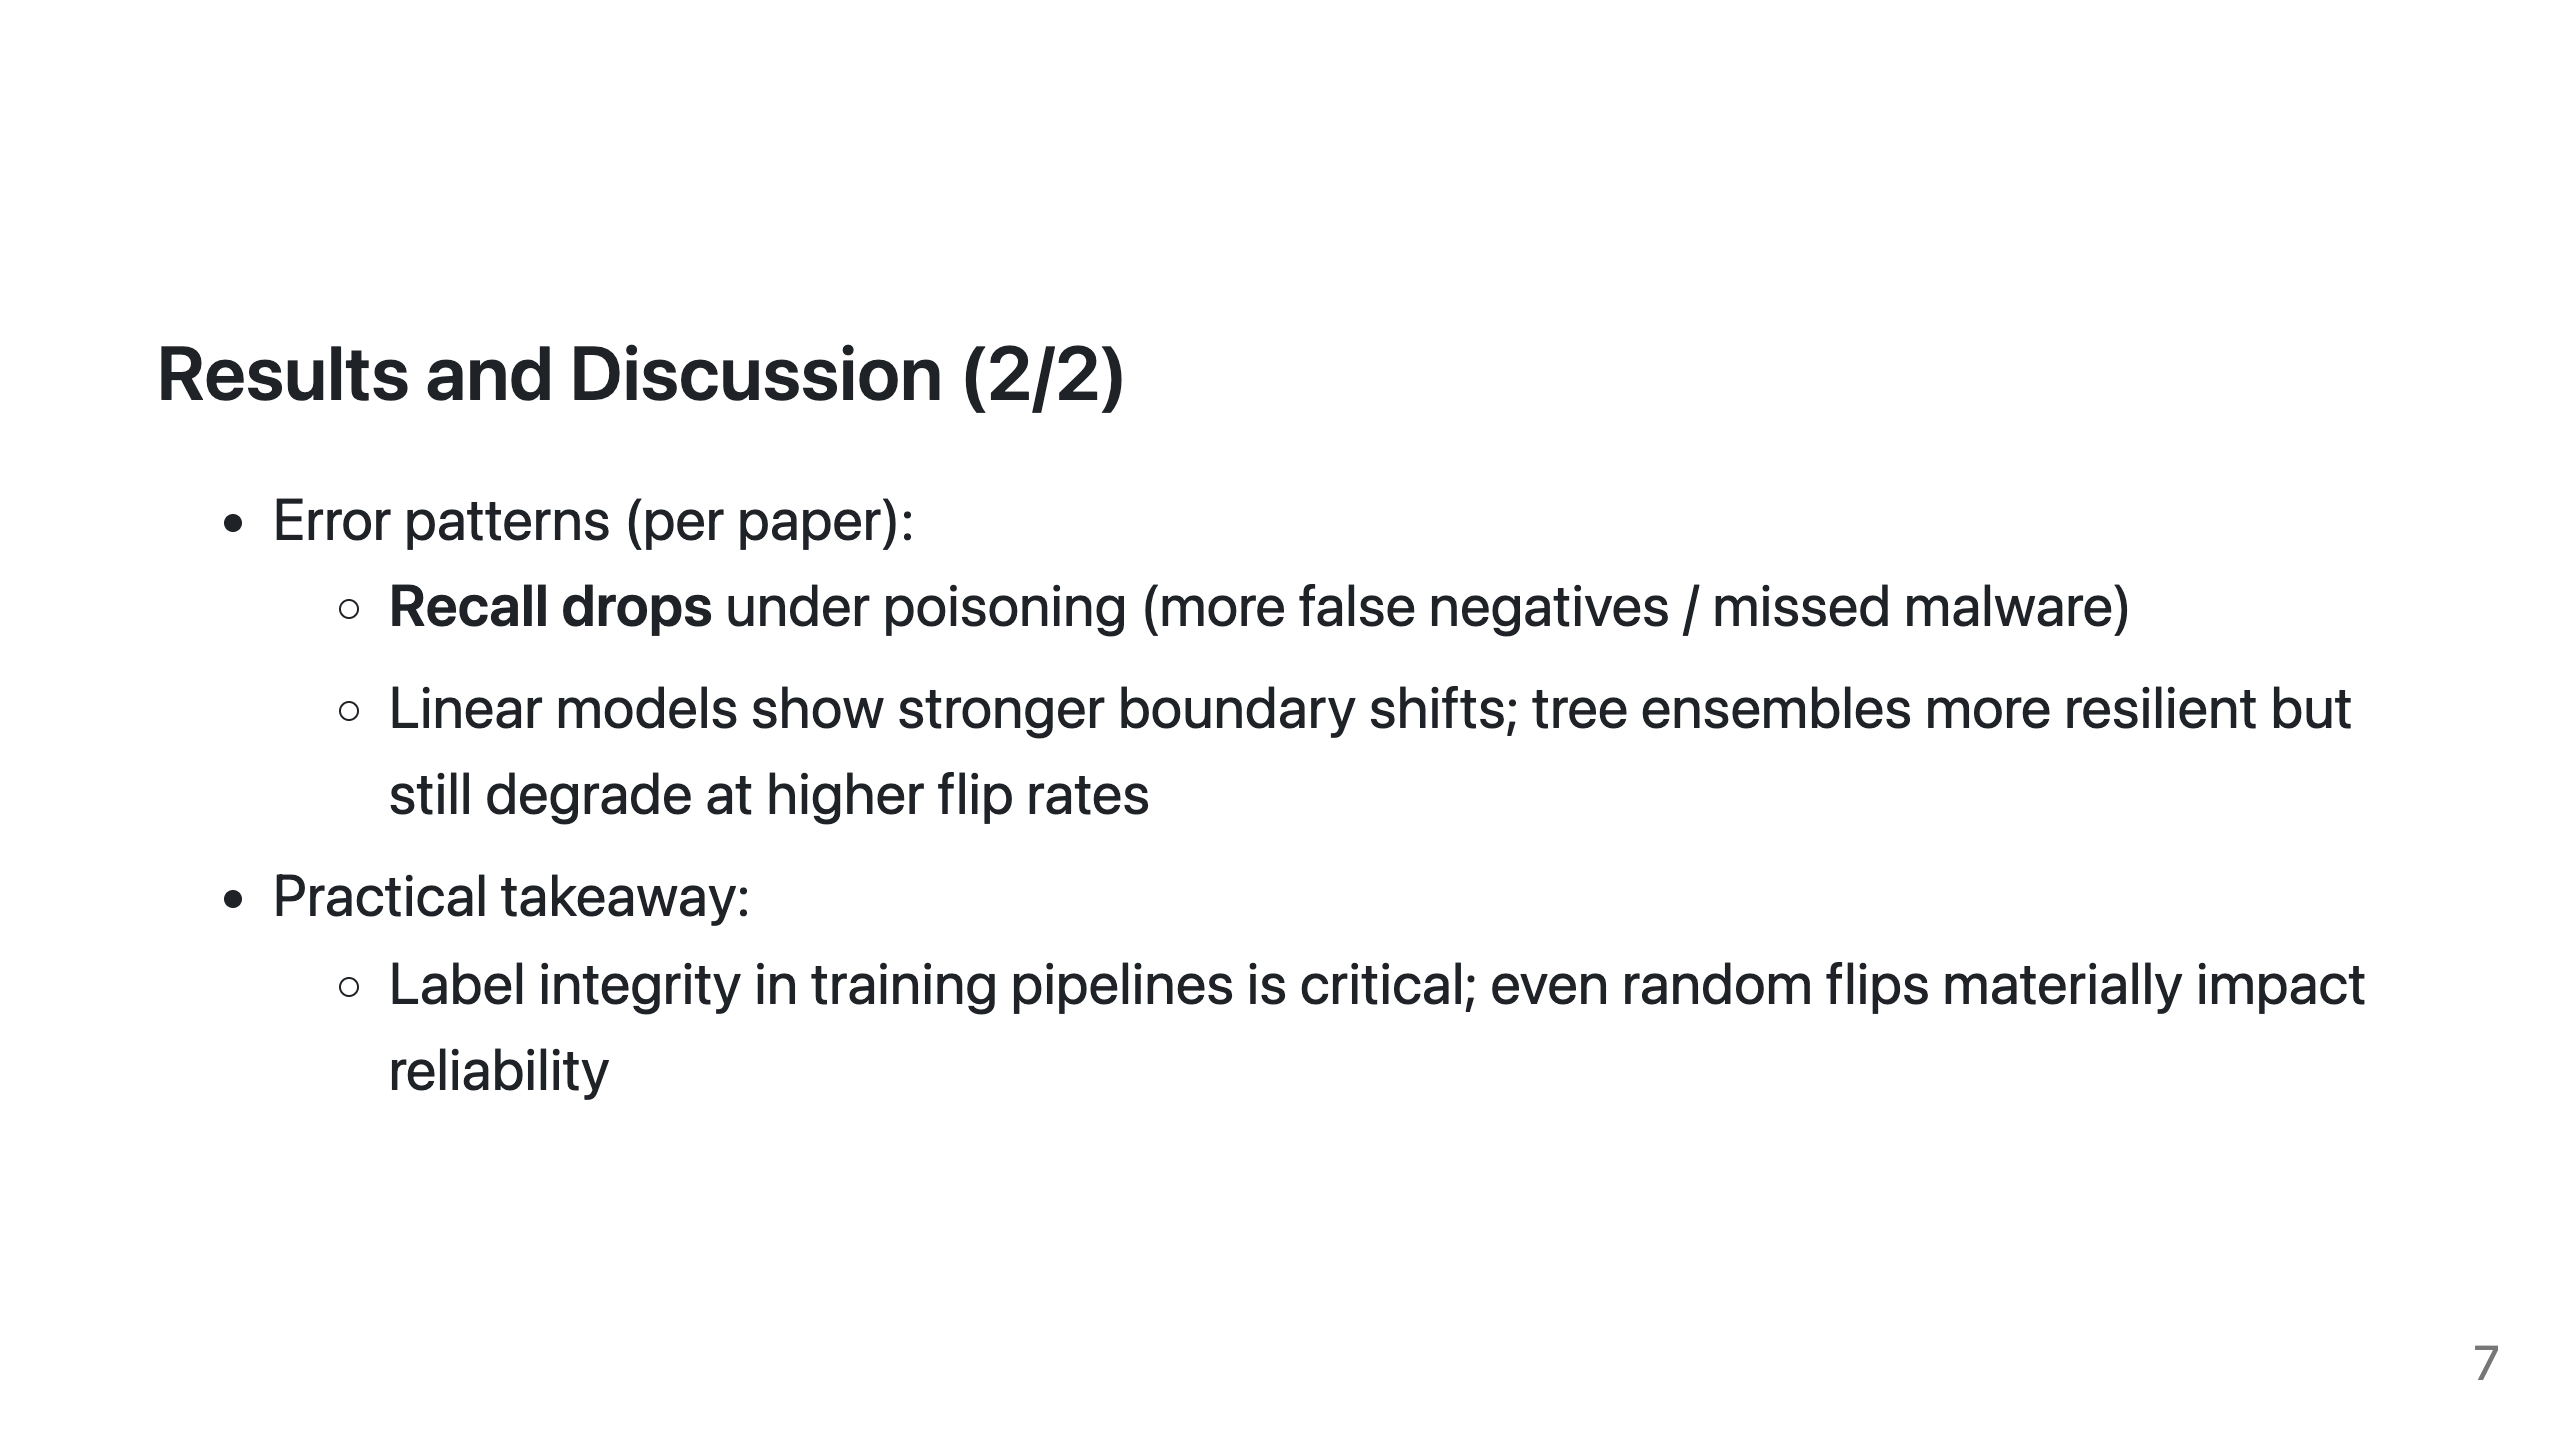 Results and Discussion (2/2)
• Error patterns (per paper):
○ Recall drops under poisoning (more false negatives / missed malware)
○ Linear models show stronger boundary shifts; tree ensembles more resilient but
still degrade at higher flip rates
• Practical takeaway:
○ Label integrity in training pipelines is critical; even random flips materially impact
reliability
7